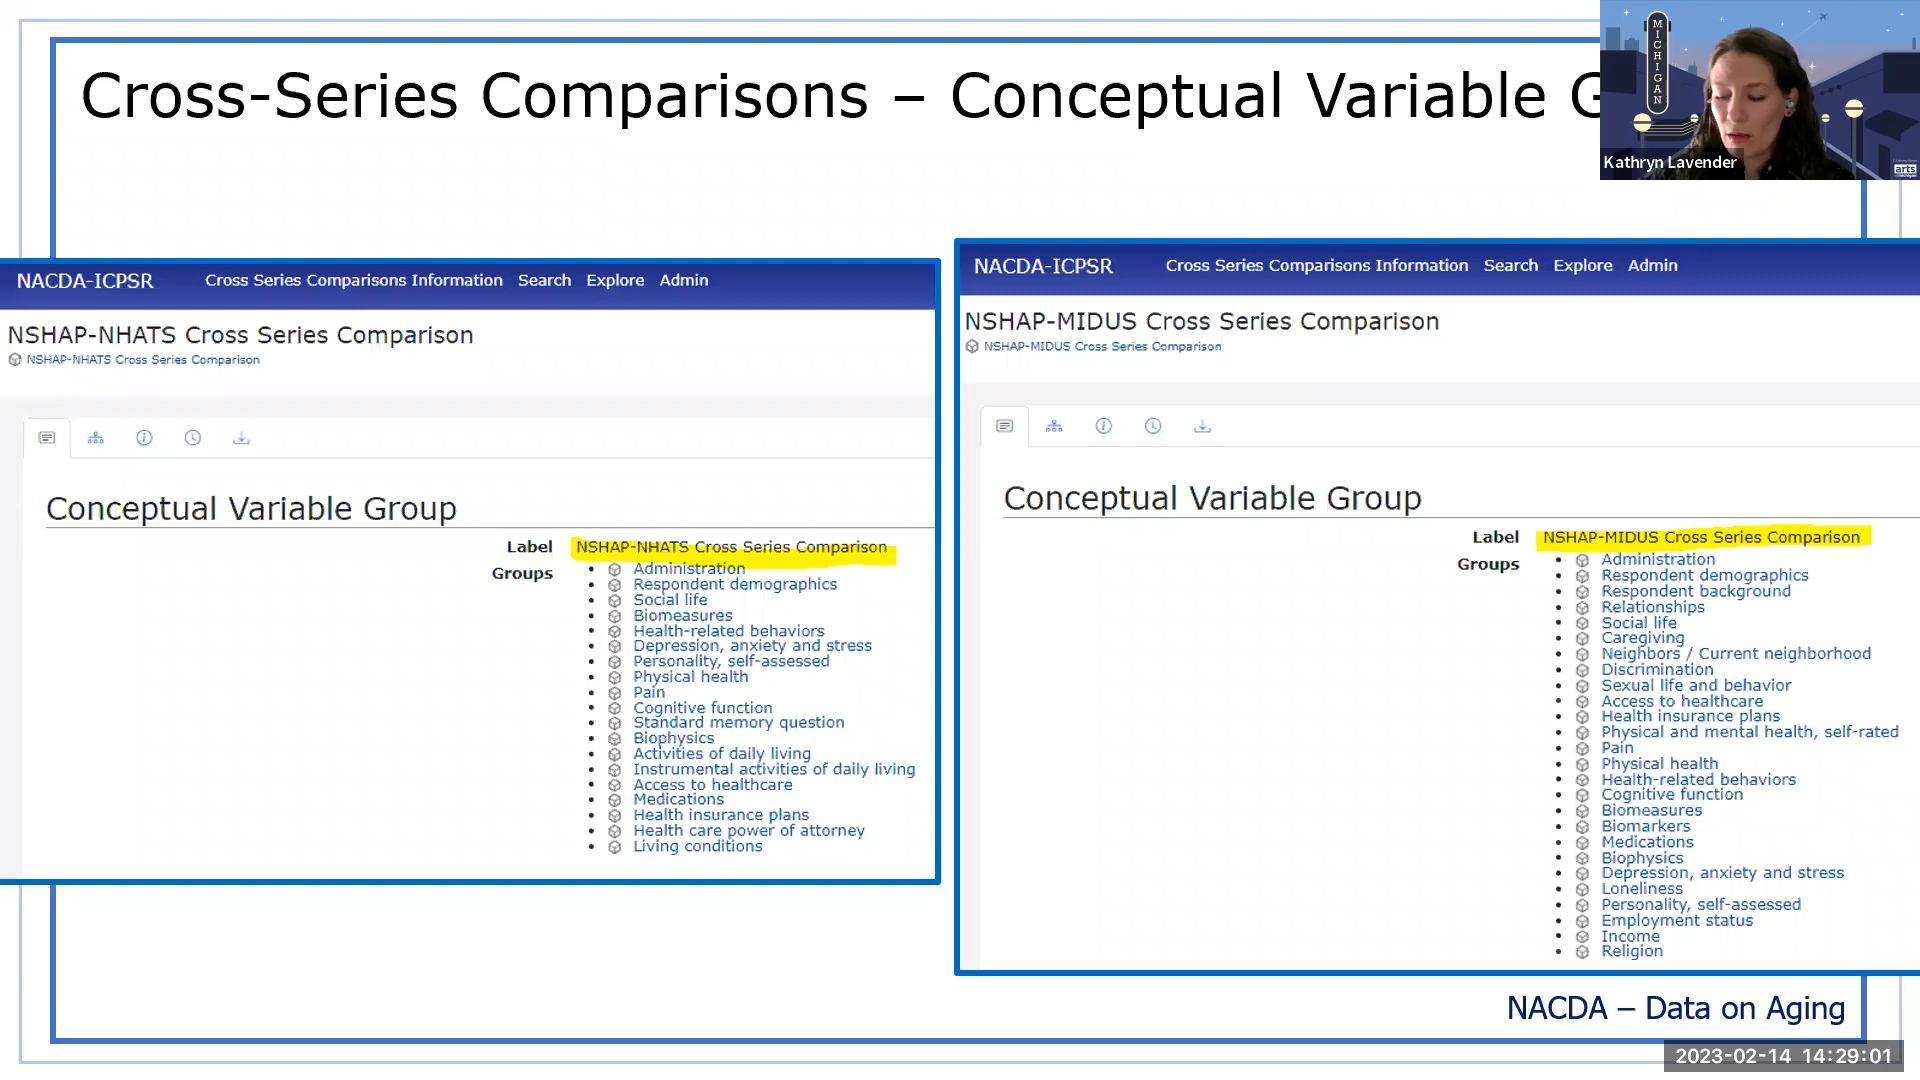 Cross-Series Comparisons – Conceptual Variable G
MICHIGAN
Kathryn Lavender
arts
NACDA-ICPSR Cross Series Comparisons Information Search Explore Admin
NSHAP-NHATS Cross Series Comparison
NSHAP-NHATS Cross Series Comparison
Conceptual Variable Group
Label NSHAP-NHATS Cross Series Comparison
Groups
Administration
Respondent demographics
Social life
Biomeasures
Health-related behaviors
Depression, anxiety and stress
Personality, self-assessed
Physical health
Pain
Cognitive function
Standard memory question
Biophysics
Activities of daily living
Instrumental activities of daily living
Access to healthcare
Medications
Health insurance plans
Health care power of attorney
Living conditions
NACDA-ICPSR Cross Series Comparisons Information Search Explore Admin
NSHAP-MIDUS Cross Series Comparison
NSHAP-MIDUS Cross Series Comparison
Conceptual Variable Group
Label NSHAP-MIDUS Cross Series Comparison
Groups
Administration
Respondent demographics
Respondent background
Relationships
Social life
Caregiving
Neighbors / Current neighborhood
Discrimination
Sexual life and behavior
Access to healthcare
Health insurance plans
Physical and mental health, self-rated
Pain
Physical health
Health-related behaviors
Cognitive function
Biomeasures
Biomarkers
Medications
Biophysics
Depression, anxiety and stress
Loneliness
Personality, self-assessed
Employment status
Income
Religion
NACDA – Data on Aging
2023-02-14 14:29:01